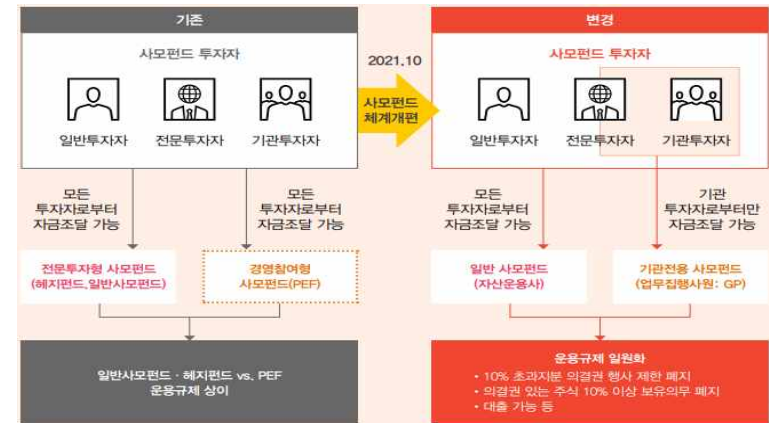 기존
사모펀드 투자자
일반투자자
전문투자자
기관투자자
모든
투자자로부터
자금조달 가능
모든
투자자로부터
자금조달 가능
전문투자형 사모펀드
(헤지펀드,일반사모펀드)
경영참여형
사모펀드(PEF)
일반사모펀드 · 헤지펀드 vs. PEF
운용규제 상이
2021.10
사모펀드
체계개편
변경
사모펀드 투자자
일반투자자
전문투자자
기관투자자
모든
투자자로부터
자금조달 가능
기관
투자자로부터만
자금조달 가능
일반 사모펀드
(자산운용사)
기관전용 사모펀드
(업무집행사원: GP)
운용규제 일원화
• 10% 초과지분 의결권 행사 제한 폐지
• 의결권 있는 주식 10% 이상 보유의무 폐지
• 대출 가능 등